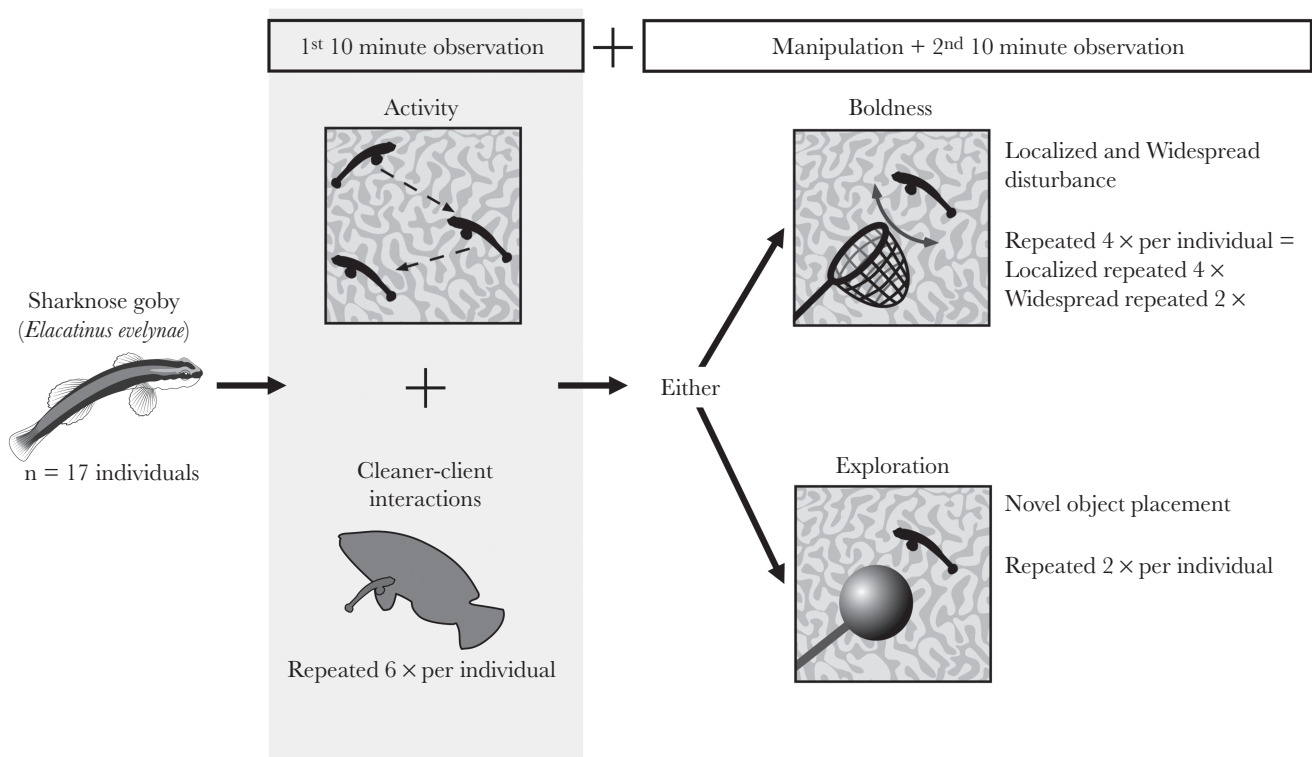 1st 10 minute observation
Manipulation + 2nd 10 minute observation
Sharknose goby
(Elacatinus evelynae)
n = 17 individuals
Activity
Cleaner-client
interactions
Repeated 6 × per individual
Either
Boldness
Localized and Widespread
disturbance
Repeated 4 × per individual =
Localized repeated 4 ×
Widespread repeated 2 ×
Exploration
Novel object placement
Repeated 2 × per individual